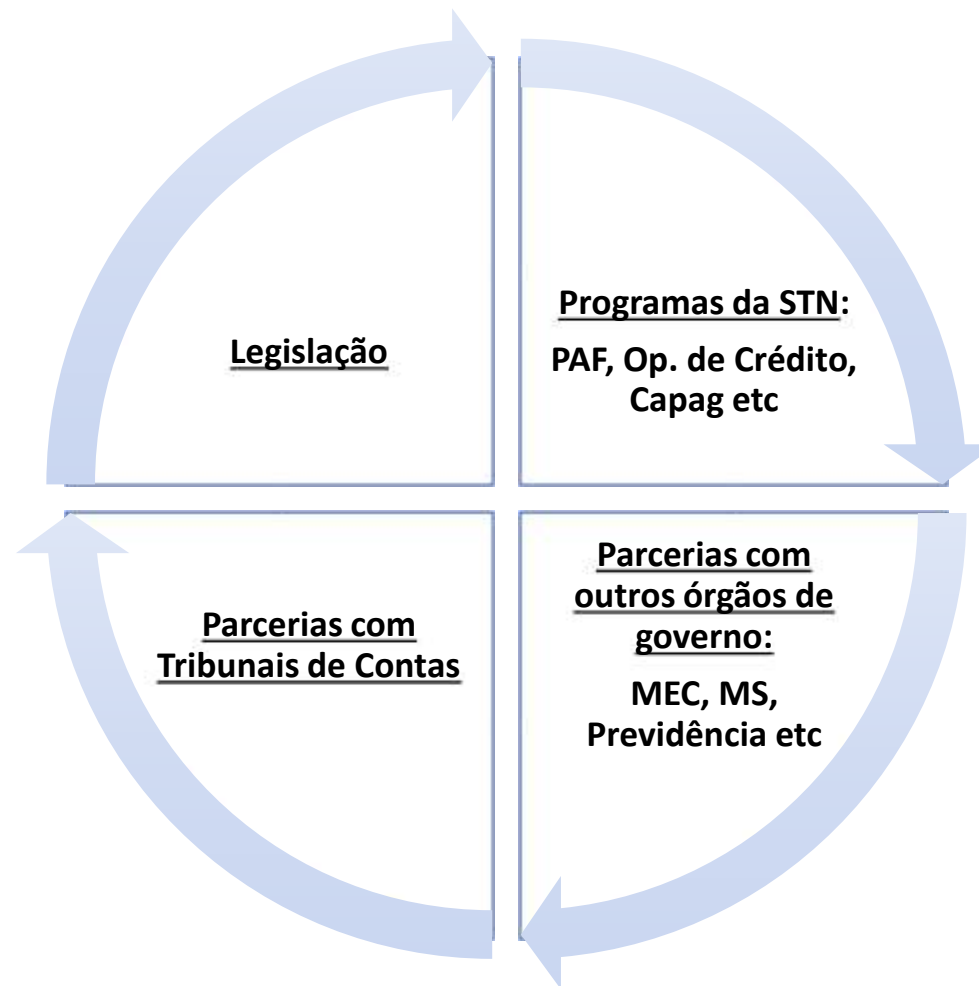 Legislação
Programas da STN:
PAF, Op. de Crédito,
Capag etc
Parcerias com
Tribunais de Contas
Parcerias com
outros órgãos de
governo:
MEC, MS,
Previdência etc